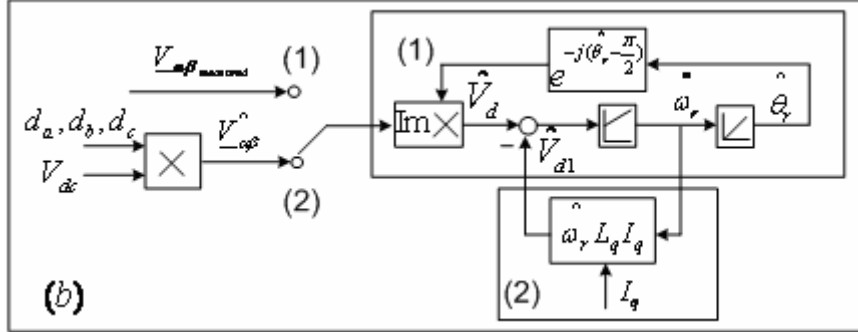 V_αβ measured
(1)
d_a, d_b, d_c
V_dc
×
V̂_αβ
(2)
(1)
e^{-j(θ̂_r - π/2)}
Im ×
V̂_d
-
V̂_d1
ω̂_r
θ̂_r
ω̂_r L_q I_q
(2)
I_q
(b)